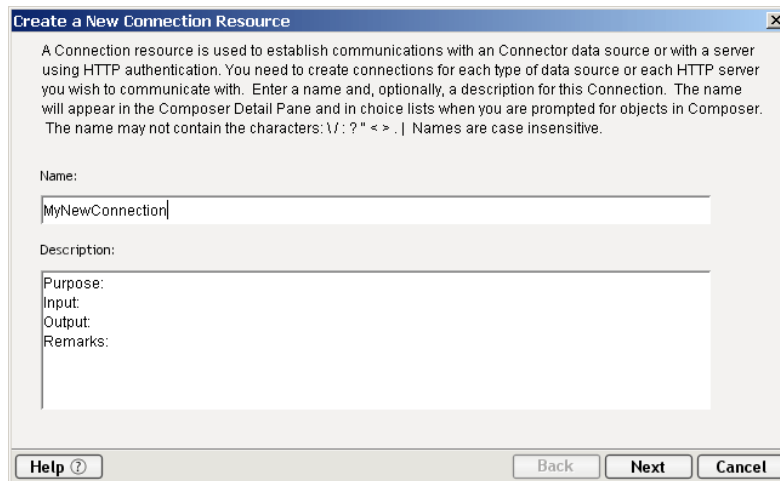 Create a New Connection Resource
A Connection resource is used to establish communications with an Connector data source or with a server
using HTTP authentication. You need to create connections for each type of data source or each HTTP server
you wish to communicate with.  Enter a name and, optionally, a description for this Connection.  The name
will appear in the Composer Detail Pane and in choice lists when you are prompted for objects in Composer.
The name may not contain the characters: \ / : ? " < > . |  Names are case insensitive.
Name:
MyNewConnection
Description:
Purpose:
Input:
Output:
Remarks:
Help ?
Back
Next
Cancel